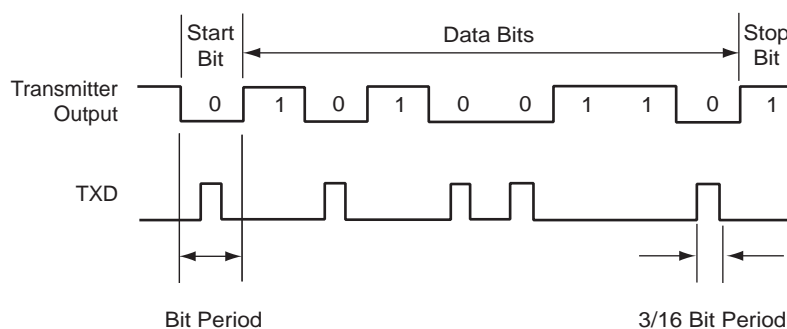 Start
Bit
Data Bits
Stop
Bit
Transmitter
Output
0 1 0 1 0 0 1 1 0 1
TXD
Bit Period
3/16 Bit Period